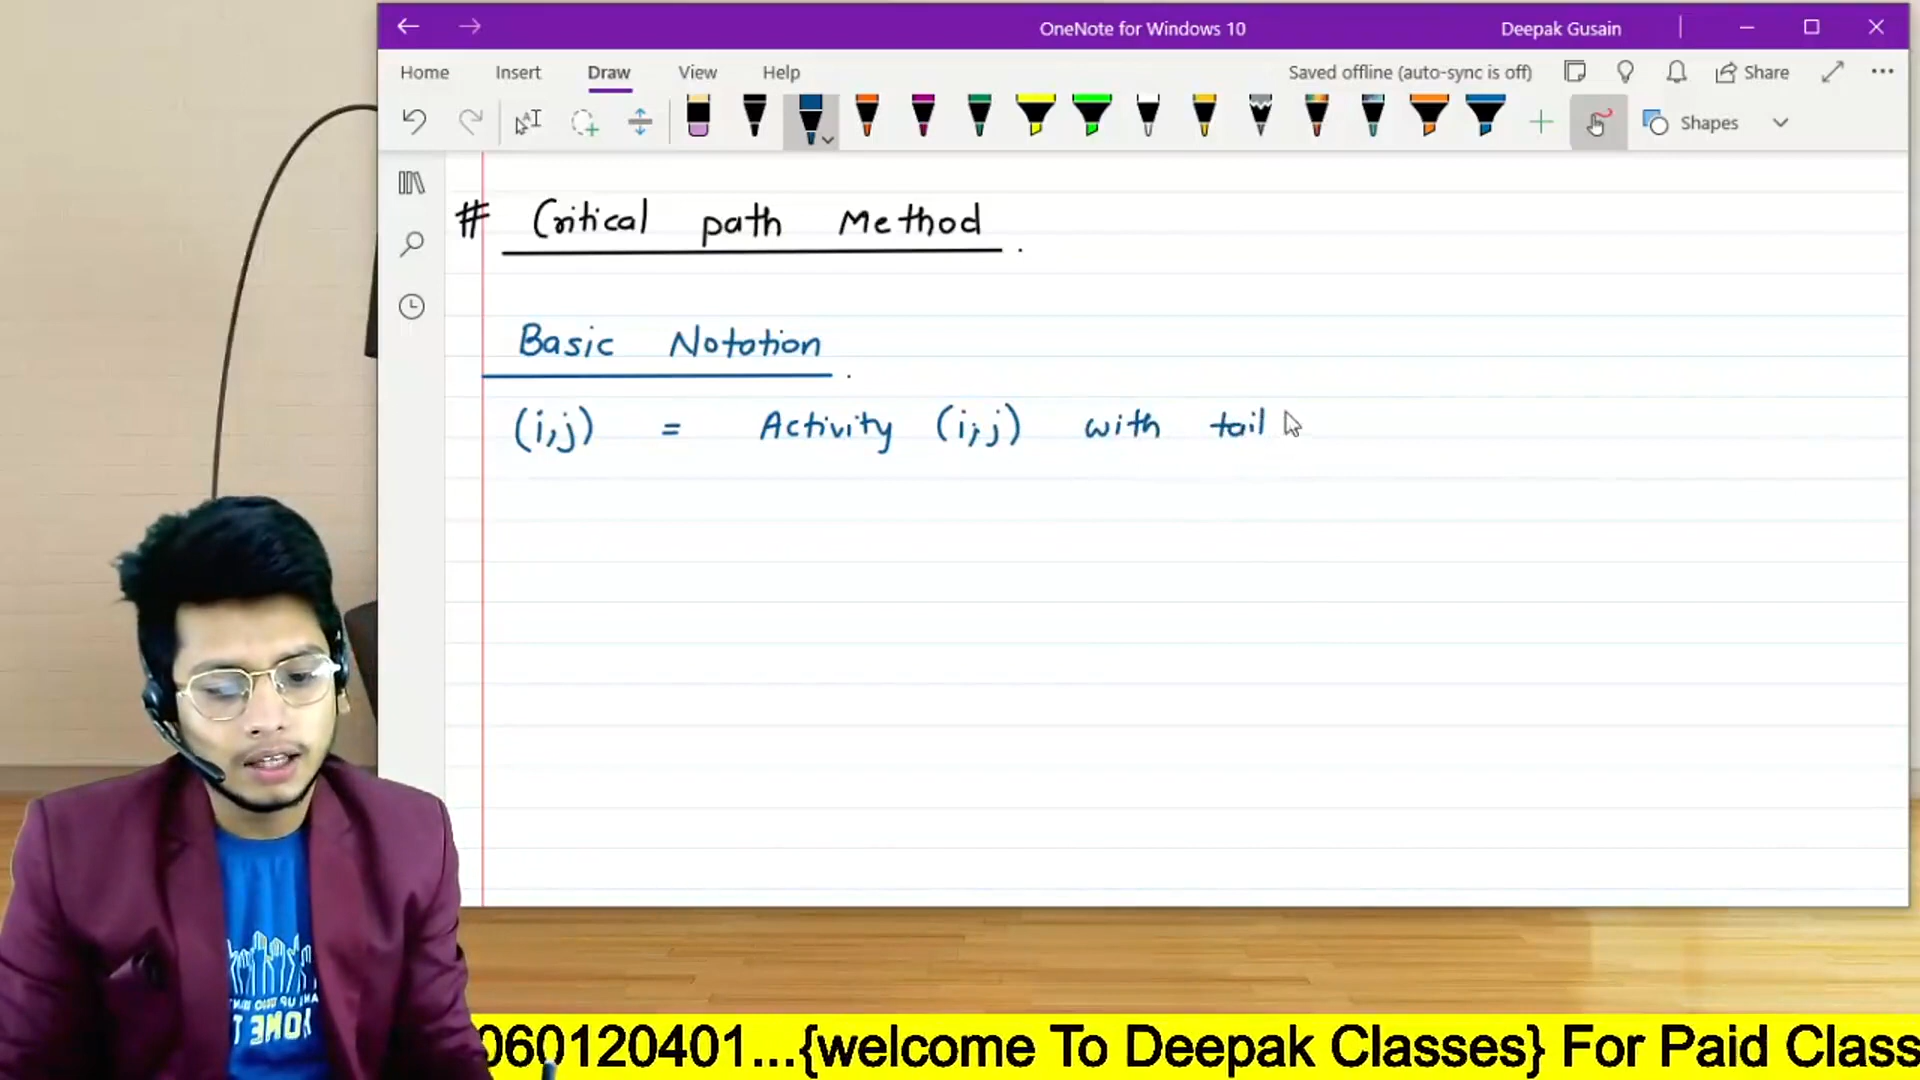 OneNote for Windows 10
Deepak Gusain
Home Insert Draw View Help
Saved offline (auto-sync is off)
Share
Shapes
# Critical path Method.
Basic Notation.
(i,j) = Activity (i,j) with tail
060120401...{welcome To Deepak Classes} For Paid Class